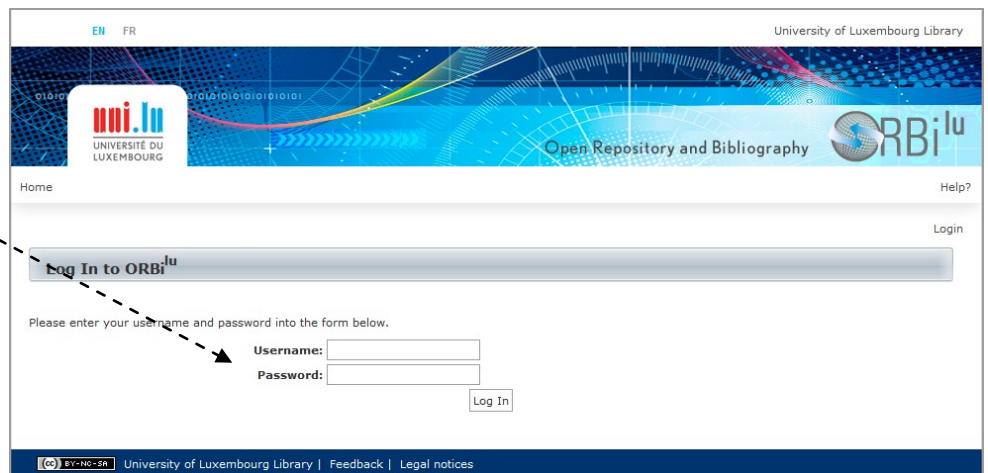 EN FR
University of Luxembourg Library
uni.lu
UNIVERSITÉ DU
LUXEMBOURG
Open Repository and Bibliography
ORBi lu
Home
Help?
Login
Log In to ORBi lu
Please enter your username and password into the form below.
Username:
Password:
Log In
(cc) BY-NC-SA University of Luxembourg Library | Feedback | Legal notices